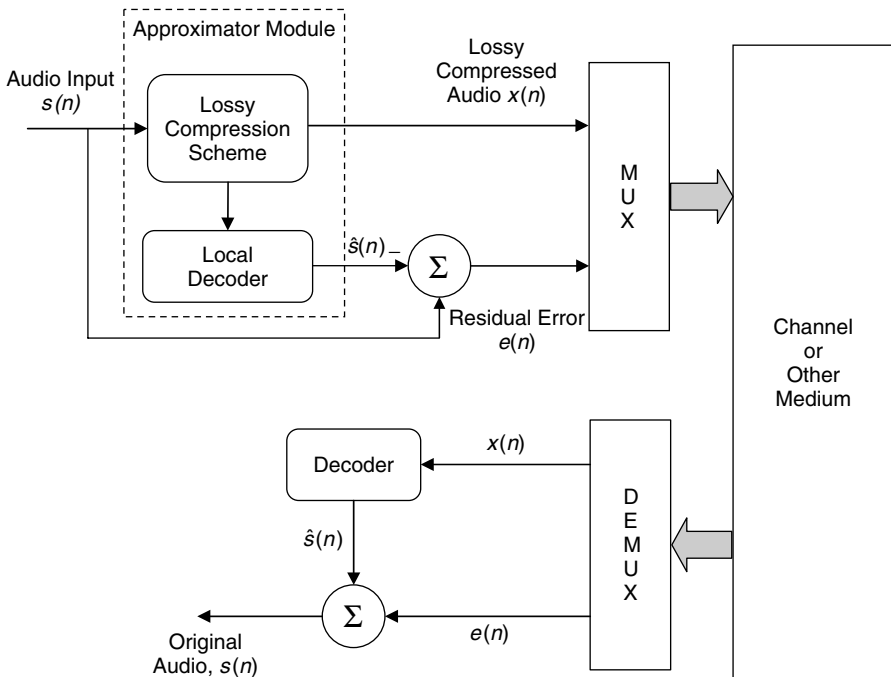 Approximator Module
Audio Input
s(n)
Lossy
Compression
Scheme
Lossy
Compressed
Audio x(n)
M
U
X
Local
Decoder
ŝ(n)
–
Σ
Residual Error
e(n)
Channel
or
Other
Medium
Decoder
x(n)
D
E
M
U
X
ŝ(n)
Σ
e(n)
Original
Audio, s(n)